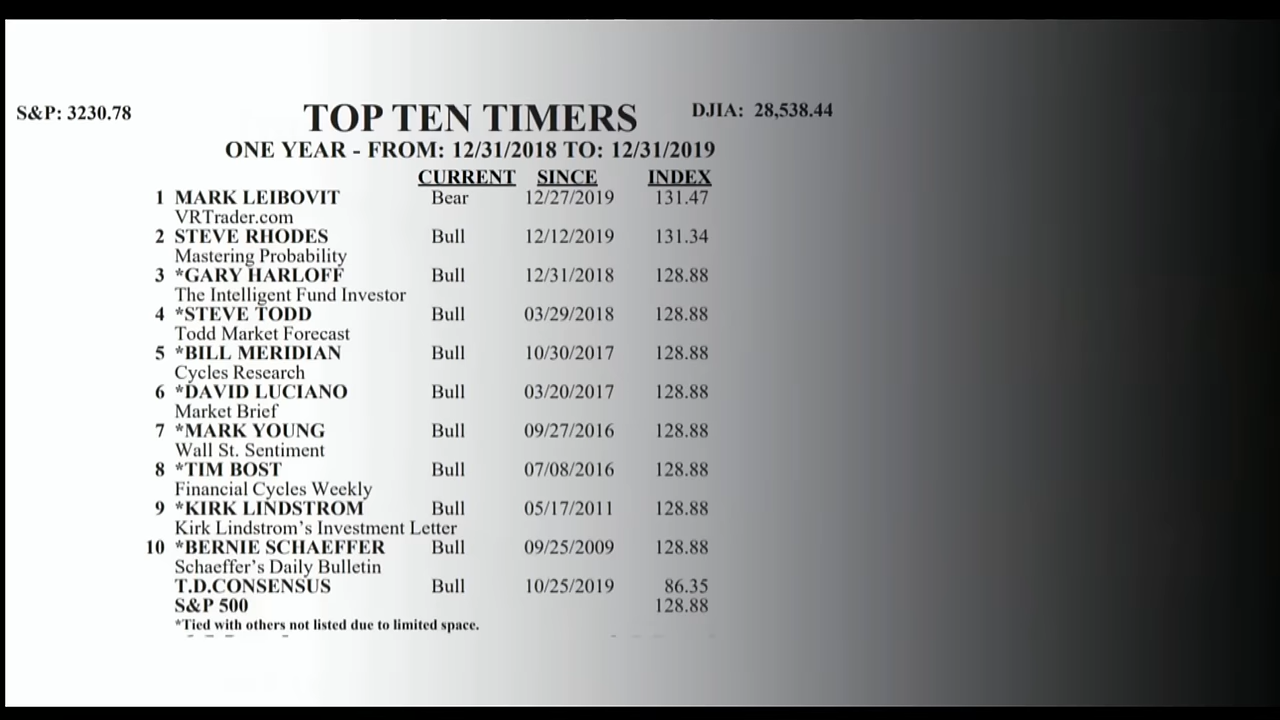 S&P: 3230.78
TOP TEN TIMERS
DJIA: 28,538.44
ONE YEAR - FROM: 12/31/2018 TO: 12/31/2019
CURRENT SINCE INDEX
1 MARK LEIBOVIT Bear 12/27/2019 131.47
VRTrader.com
2 STEVE RHODES Bull 12/12/2019 131.34
Mastering Probability
3 *GARY HARLOFF Bull 12/31/2018 128.88
The Intelligent Fund Investor
4 *STEVE TODD Bull 03/29/2018 128.88
Todd Market Forecast
5 *BILL MERIDIAN Bull 10/30/2017 128.88
Cycles Research
6 *DAVID LUCIANO Bull 03/20/2017 128.88
Market Brief
7 *MARK YOUNG Bull 09/27/2016 128.88
Wall St. Sentiment
8 *TIM BOST Bull 07/08/2016 128.88
Financial Cycles Weekly
9 *KIRK LINDSTROM Bull 05/17/2011 128.88
Kirk Lindstrom's Investment Letter
10 *BERNIE SCHAEFFER Bull 09/25/2009 128.88
Schaeffer's Daily Bulletin
T.D.CONSENSUS Bull 10/25/2019 86.35
S&P 500 128.88
*Tied with others not listed due to limited space.